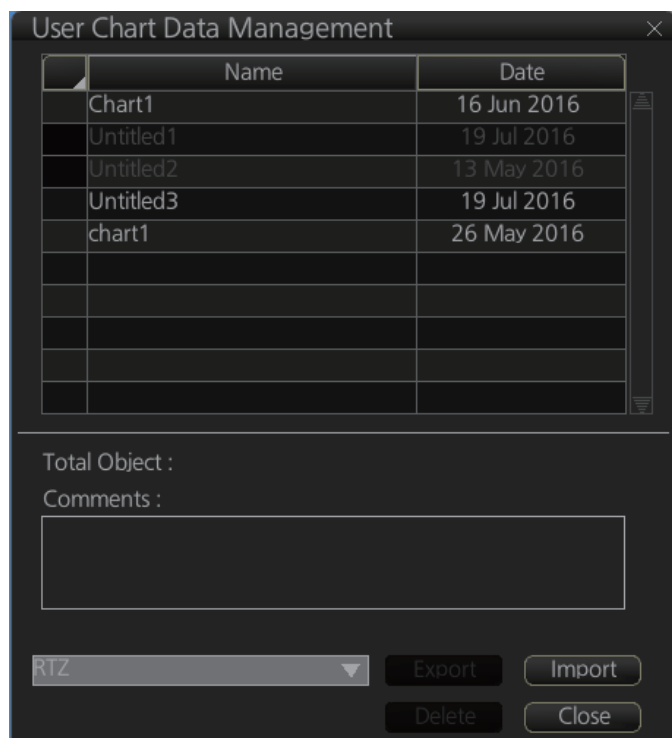 User Chart Data Management
Name Date
Chart1 16 Jun 2016
Untitled1 19 Jul 2016
Untitled2 13 May 2016
Untitled3 19 Jul 2016
chart1 26 May 2016
Total Object :
Comments :
RTZ Export Import
Delete Close